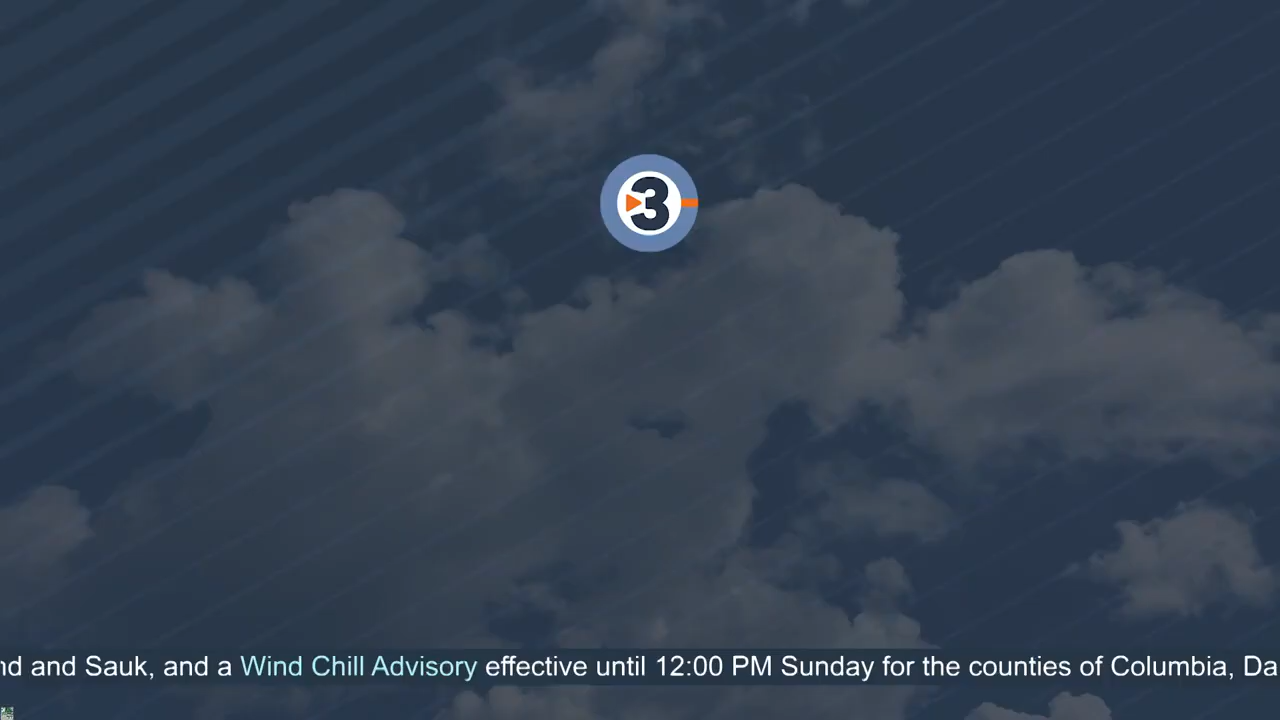 3
nd and Sauk, and a Wind Chill Advisory effective until 12:00 PM Sunday for the counties of Columbia, Da